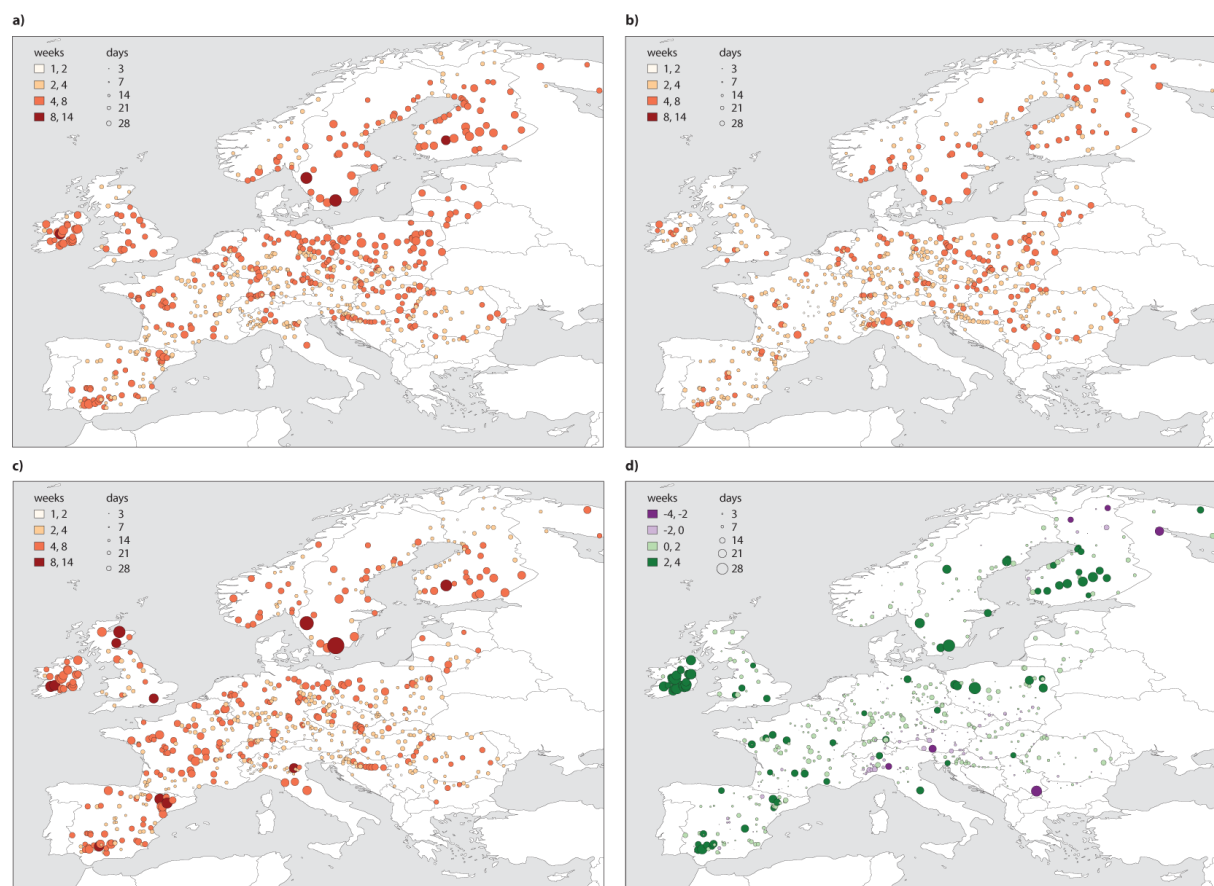 a)
weeks days
1, 2 3
2, 4 7
4, 8 14
8, 14 21
28
b)
weeks days
1, 2 3
2, 4 7
4, 8 14
8, 14 21
28
c)
weeks days
1, 2 3
2, 4 7
4, 8 14
8, 14 21
28
d)
weeks days
-4, -2 3
-2, 0 7
0, 2 14
2, 4 21
28